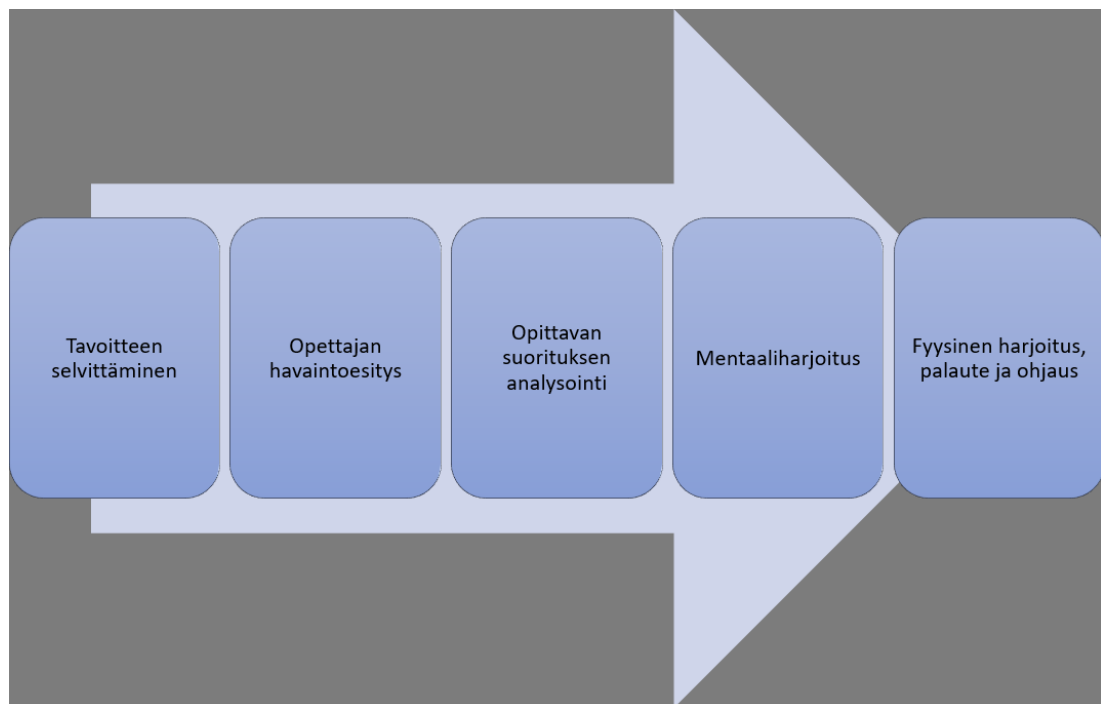 Tavoitteen
selvittäminen
Opettajan
havaintoesitys
Opittavan
suorituksen
analysointi
Mentaaliharjoitus
Fyysinen harjoitus,
palaute ja ohjaus